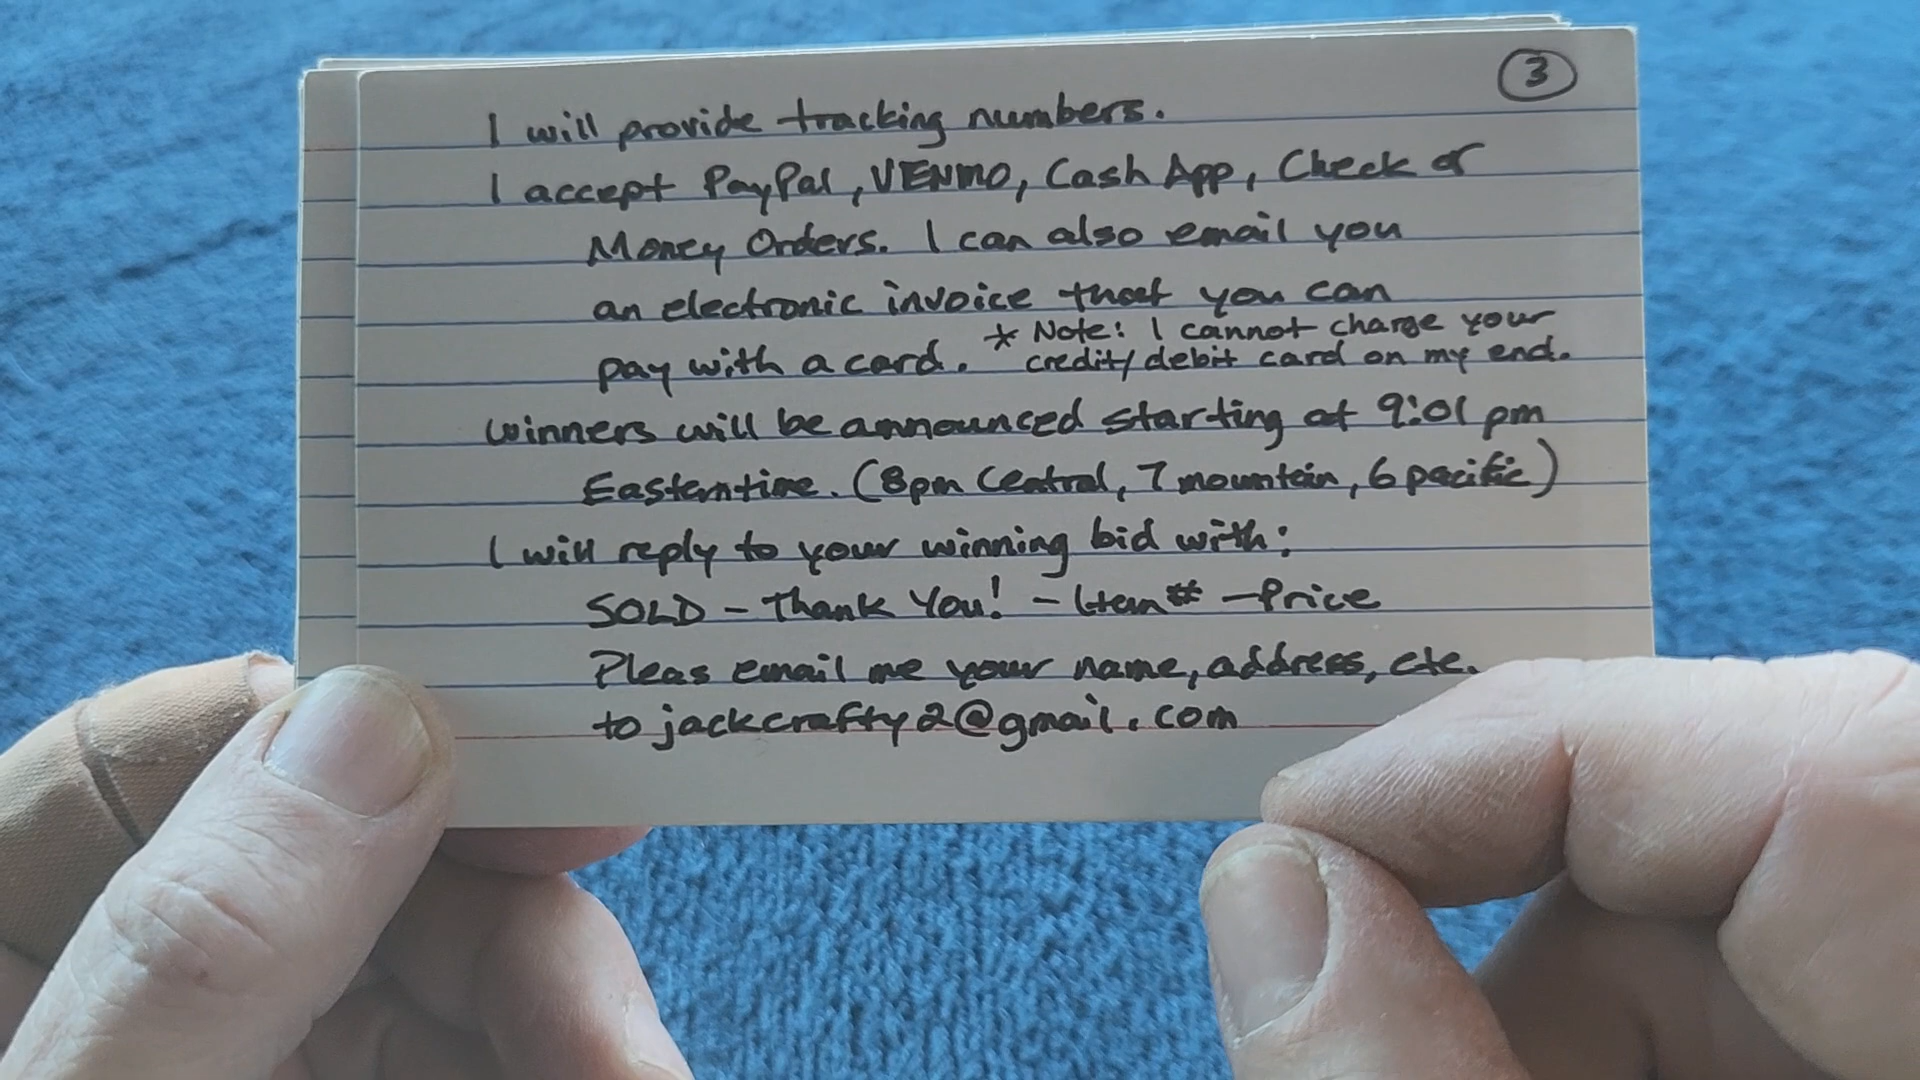 3
I will provide tracking numbers.
I accept PayPal, VENMO, Cash App, Check or
Money Orders. I can also email you
an electronic invoice that you can
pay with a card. * Note: I cannot charge your
credit/debit card on my end.
Winners will be announced starting at 9:01 pm
Eastern time. (8pm Central, 7 mountain, 6 pacific)
I will reply to your winning bid with:
SOLD - Thank You! - Item # - Price
Pleas email me your name, address, etc.
to jackcrafty2@gmail.com